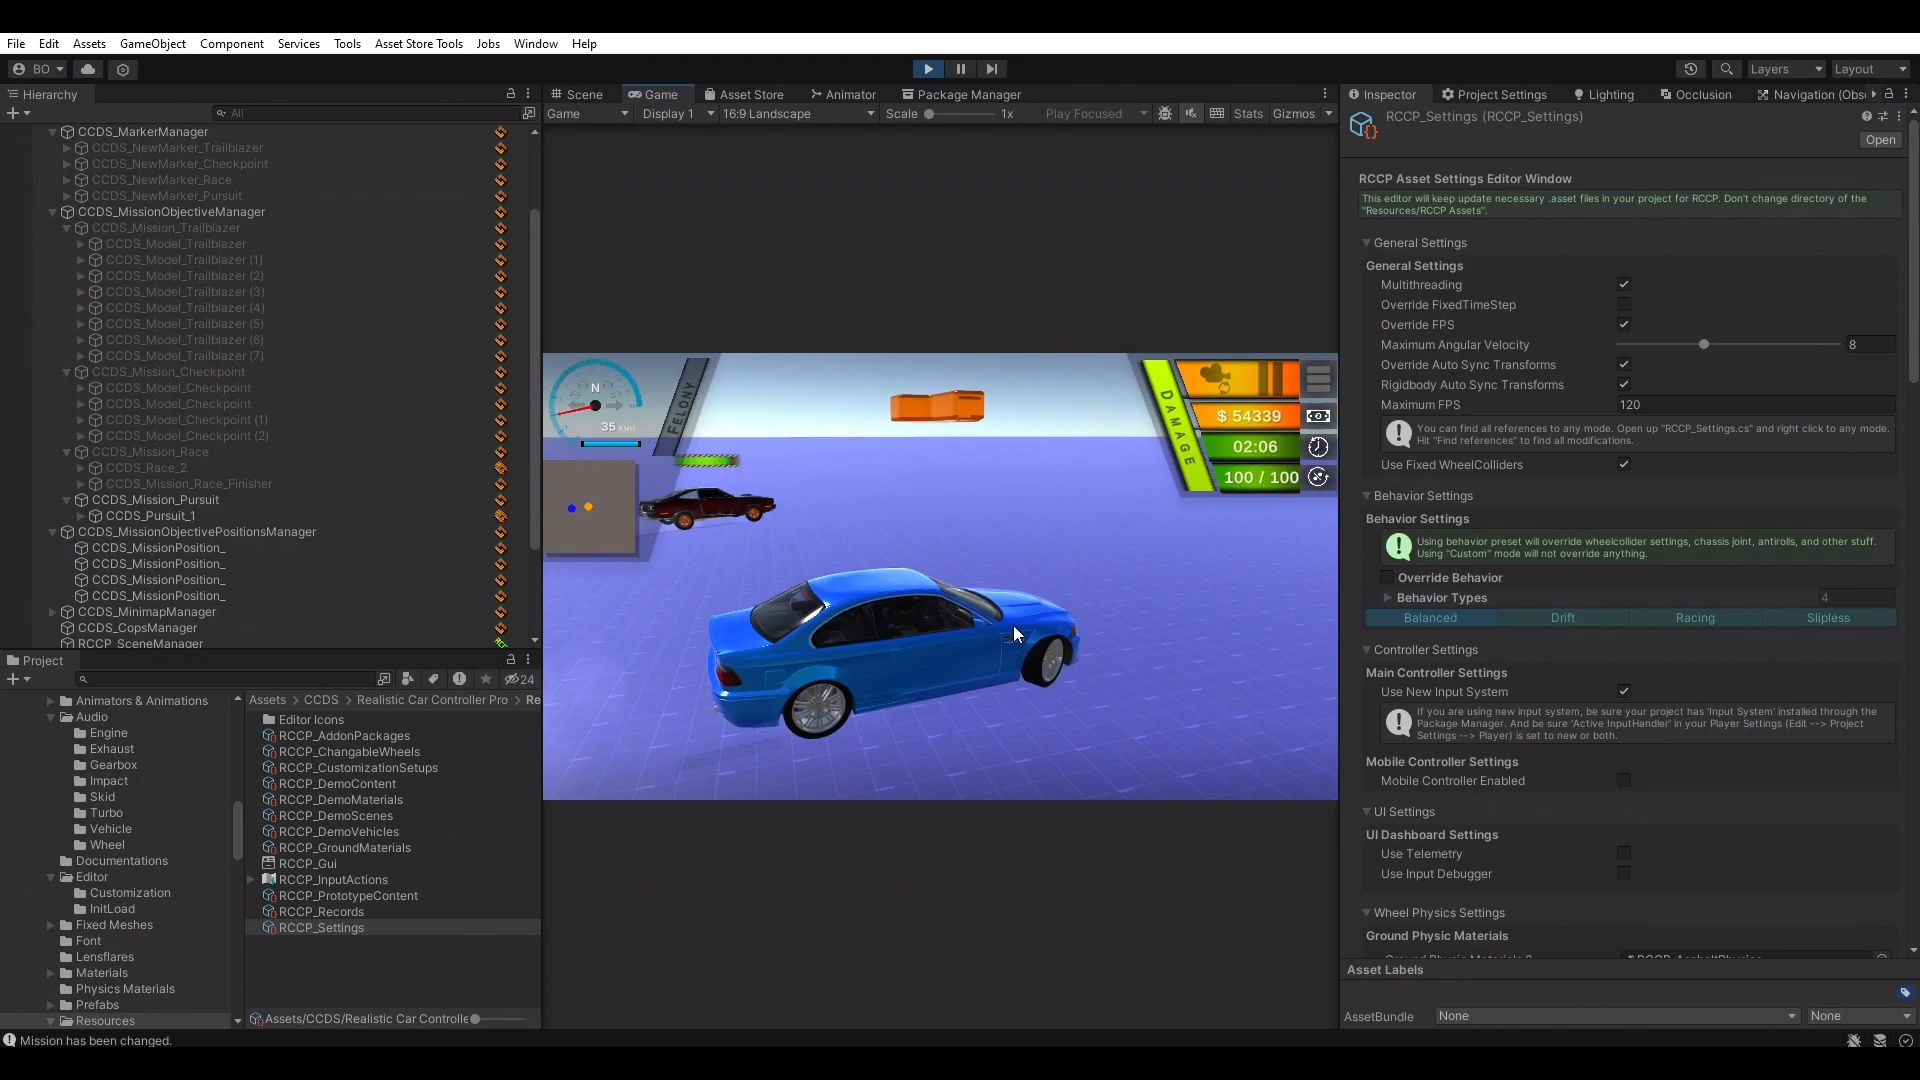 File Edit Assets GameObject Component Services Tools Asset Store Tools Jobs Window Help
BO
Layers
Layout
Hierarchy
All
CCDS_MarkerManager
CCDS_NewMarker_Trailblazer
CCDS_NewMarker_Checkpoint
CCDS_NewMarker_Race
CCDS_NewMarker_Pursuit
CCDS_MissionObjectiveManager
CCDS_Mission_Trailblazer
CCDS_Model_Trailblazer
CCDS_Model_Trailblazer (1)
CCDS_Model_Trailblazer (2)
CCDS_Model_Trailblazer (3)
CCDS_Model_Trailblazer (4)
CCDS_Model_Trailblazer (5)
CCDS_Model_Trailblazer (6)
CCDS_Model_Trailblazer (7)
CCDS_Mission_Checkpoint
CCDS_Model_Checkpoint
CCDS_Model_Checkpoint
CCDS_Model_Checkpoint (1)
CCDS_Model_Checkpoint (2)
CCDS_Mission_Race
CCDS_Race_2
CCDS_Mission_Race_Finisher
CCDS_Mission_Pursuit
CCDS_Pursuit_1
CCDS_MissionObjectivePositionsManager
CCDS_MissionPosition_
CCDS_MissionPosition_
CCDS_MissionPosition_
CCDS_MissionPosition_
CCDS_MinimapManager
CCDS_CopsManager
RCCP_SceneManager
Scene Game Asset Store Animator Package Manager
Game Display 1 16:9 Landscape Scale 1x Play Focused Stats Gizmos
N
35 KMH
FELONY
DAMAGE
$ 54339
02:06
100 / 100
Project
24
Animators & Animations
Audio
Engine
Exhaust
Gearbox
Impact
Skid
Turbo
Vehicle
Wheel
Documentations
Editor
Customization
InitLoad
Fixed Meshes
Font
Lensflares
Materials
Physics Materials
Prefabs
Resources
Assets > CCDS > Realistic Car Controller Pro > Re
Editor Icons
RCCP_AddonPackages
RCCP_ChangableWheels
RCCP_CustomizationSetups
RCCP_DemoContent
RCCP_DemoMaterials
RCCP_DemoScenes
RCCP_DemoVehicles
RCCP_GroundMaterials
RCCP_Gui
RCCP_InputActions
RCCP_PrototypeContent
RCCP_Records
RCCP_Settings
Assets/CCDS/Realistic Car Controlle
Mission has been changed.
Inspector Project Settings Lighting Occlusion Navigation (Obs
RCCP_Settings (RCCP_Settings)
Open
RCCP Asset Settings Editor Window
This editor will keep update necessary .asset files in your project for RCCP. Don't change directory of the
"Resources/RCCP Assets".
General Settings
General Settings
Multithreading
Override FixedTimeStep
Override FPS
Maximum Angular Velocity 8
Override Auto Sync Transforms
Rigidbody Auto Sync Transforms
Maximum FPS 120
You can find all references to any mode. Open up "RCCP_Settings.cs" and right click to any mode.
Hit "Find references" to find all modifications.
Use Fixed WheelColliders
Behavior Settings
Behavior Settings
Using behavior preset will override wheelcollider settings, chassis joint, antirolls, and other stuff.
Using "Custom" mode will not override anything.
Override Behavior
Behavior Types 4
Balanced Drift Racing Slipless
Controller Settings
Main Controller Settings
Use New Input System
If you are using new input system, be sure your project has 'Input System' installed through the
Package Manager. And be sure 'Active InputHandler' in your Player Settings (Edit --> Project
Settings --> Player) is set to new or both.
Mobile Controller Settings
Mobile Controller Enabled
UI Settings
UI Dashboard Settings
Use Telemetry
Use Input Debugger
Wheel Physics Settings
Ground Physic Materials
Asset Labels
AssetBundle None None